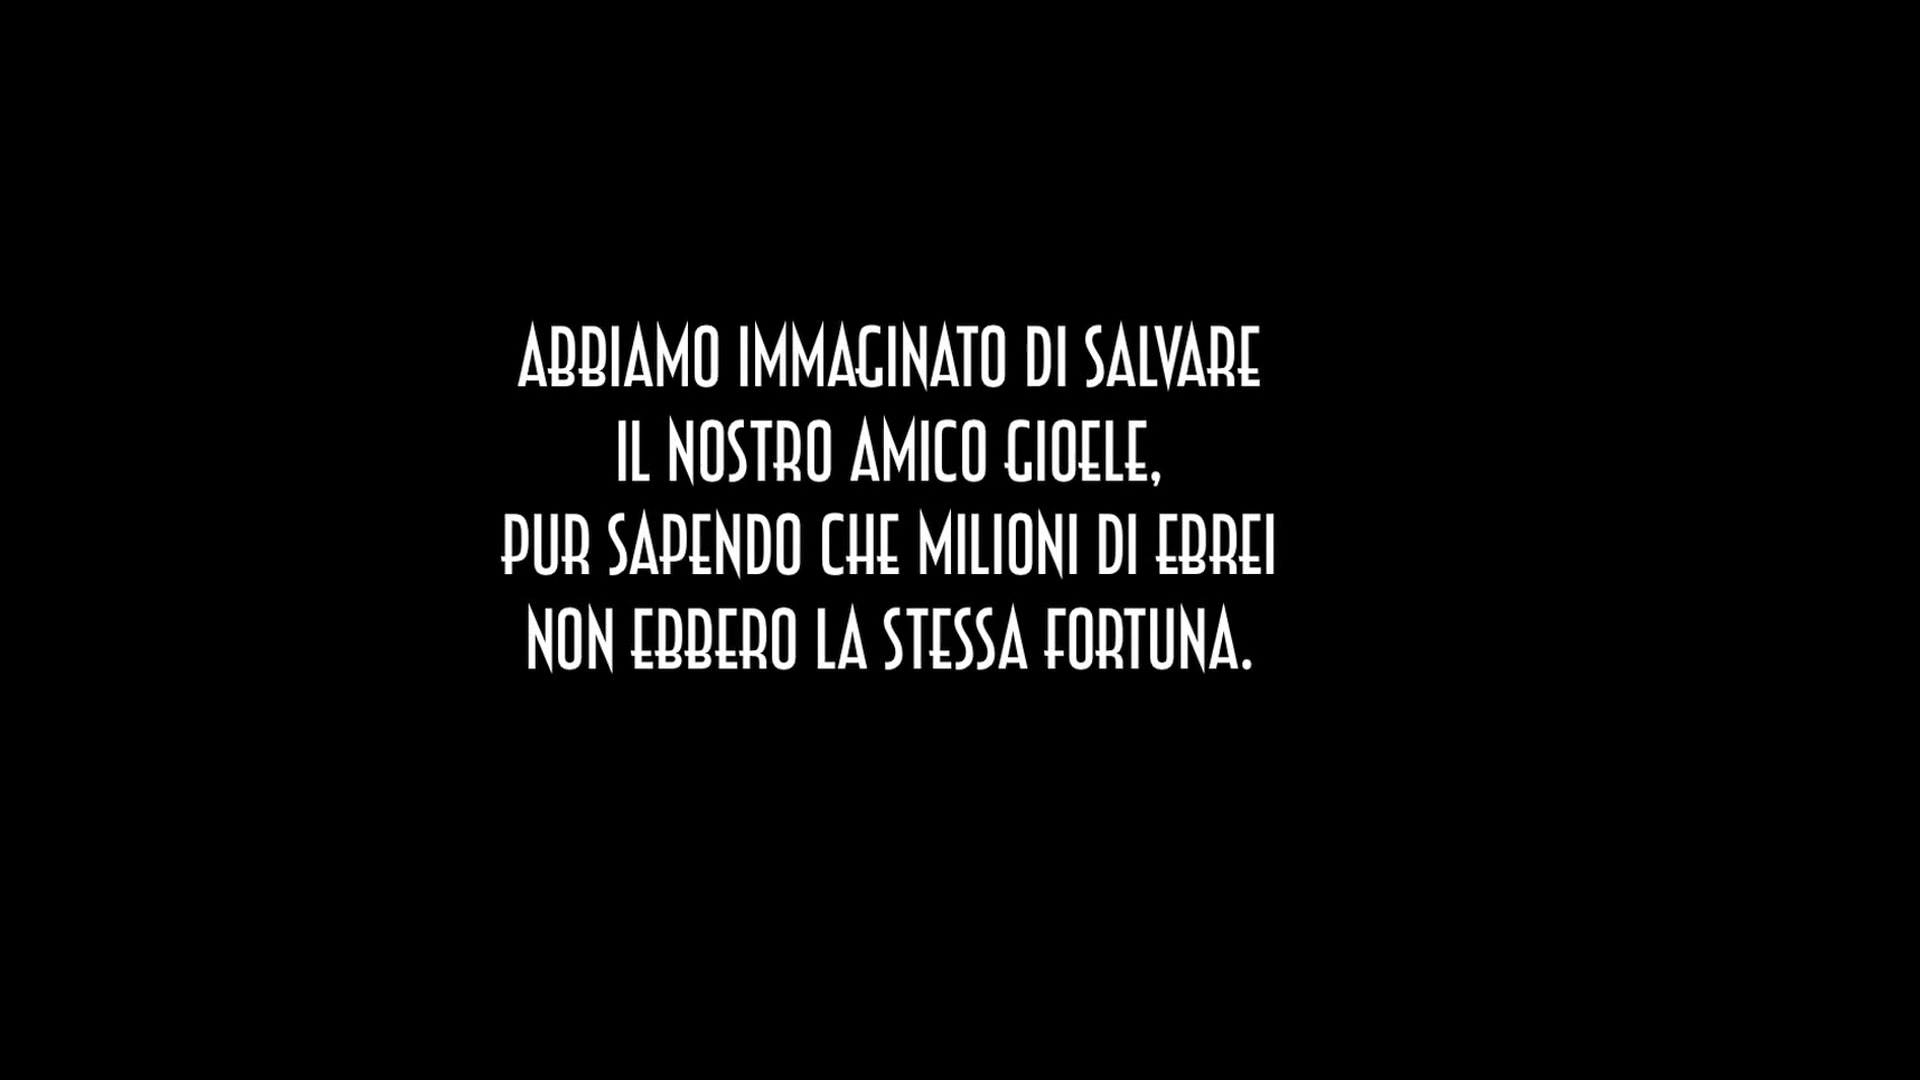 ABBIAMO IMMAGINATO DI SALVARE
IL NOSTRO AMICO GIOELE,
PUR SAPENDO CHE MILIONI DI EBREI
NON EBBERO LA STESSA FORTUNA.